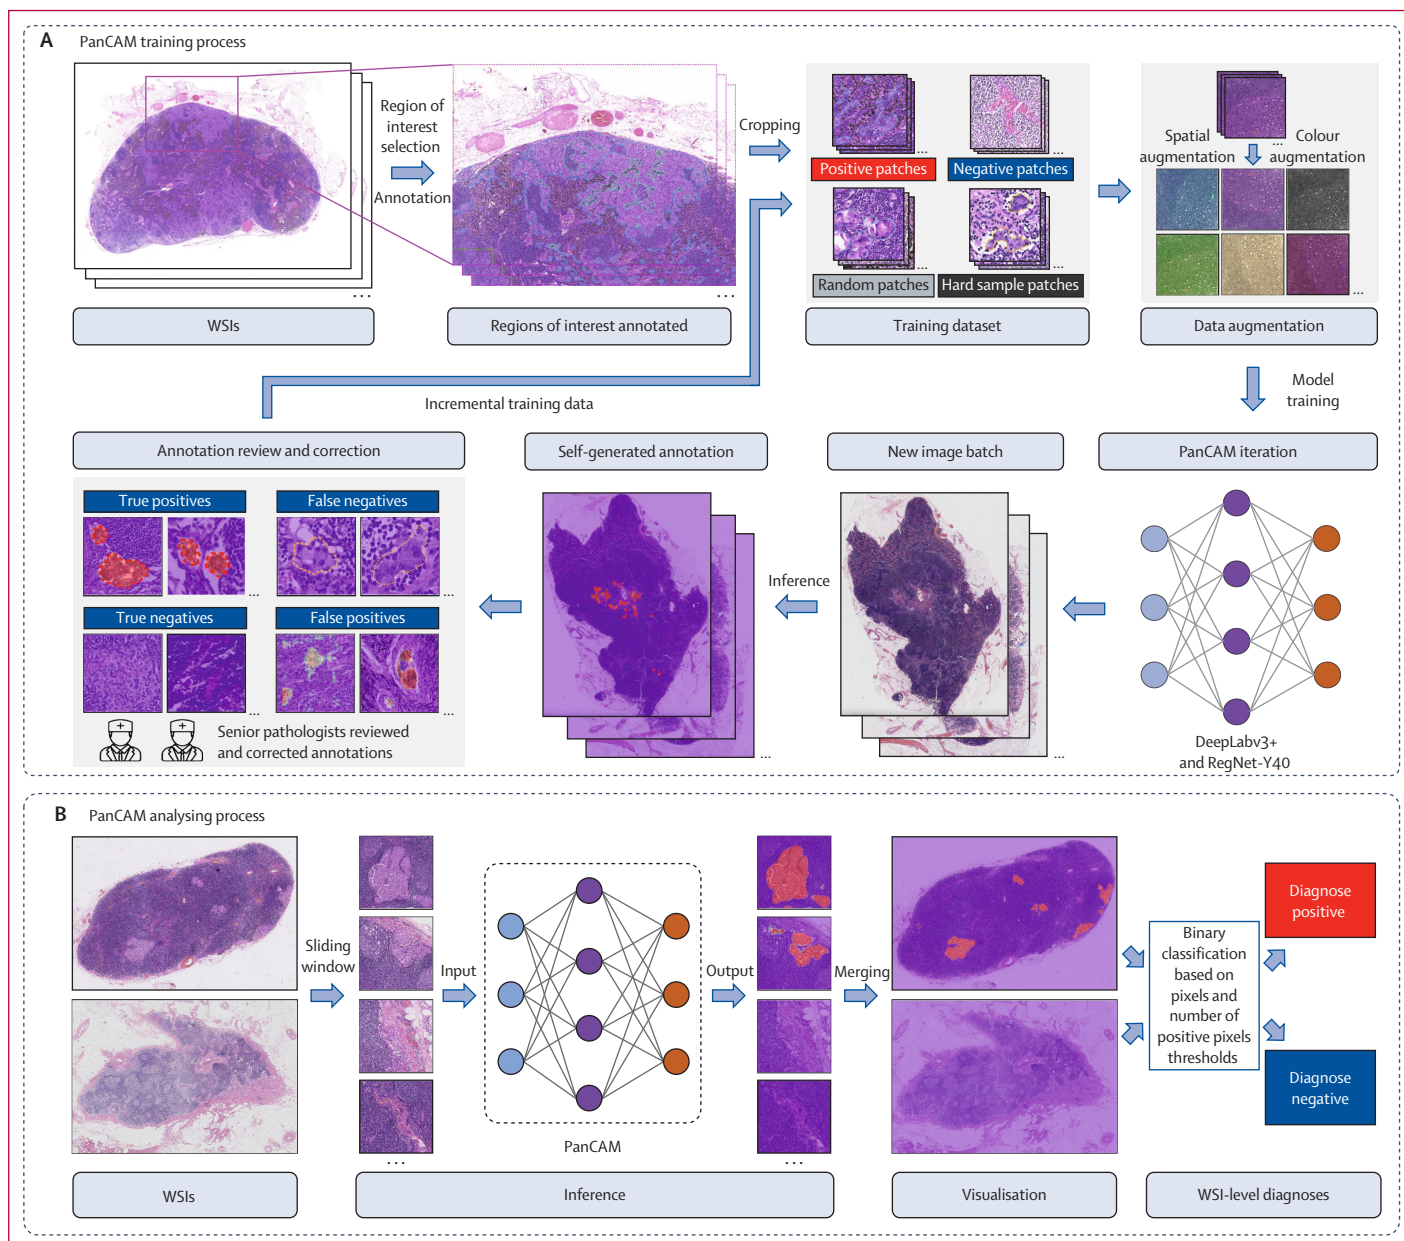 A PanCAM training process
Region of
interest
selection
Annotation
Cropping
Positive patches
Negative patches
Random patches
Hard sample patches
Spatial
augmentation
Colour
augmentation
...
WSIs
Regions of interest annotated
Training dataset
Data augmentation
Incremental training data
Model
training
Annotation review and correction
Self-generated annotation
New image batch
PanCAM iteration
True positives
False negatives
True negatives
False positives
Inference
Senior pathologists reviewed
and corrected annotations
DeepLabv3+
and RegNet-Y40
B PanCAM analysing process
Sliding
window
Input
Output
Merging
Binary
classification
based on
pixels and
number of
positive pixels
thresholds
Diagnose
positive
Diagnose
negative
PanCAM
WSIs
Inference
Visualisation
WSI-level diagnoses